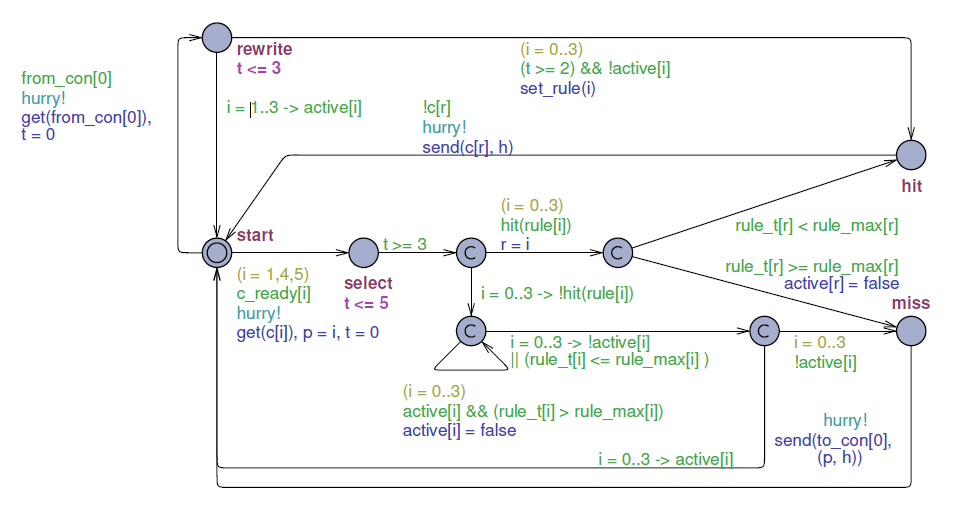 rewrite
t <= 3
(i = 0..3)
(t >= 2) && !active[i]
set_rule(i)
from_con[0]
hurry!
get(from_con[0]),
t = 0
i = 1..3 -> active[i]
!c[r]
hurry!
send(c[r], h)
hit
(i = 0..3)
hit(rule[i])
r = i
rule_t[r] < rule_max[r]
start
t >= 3
C
C
rule_t[r] >= rule_max[r]
active[r] = false
(i = 1,4,5)
c_ready[i]
hurry!
get(c[i]), p = i, t = 0
select
t <= 5
i = 0..3 -> !hit(rule[i])
miss
C
C
i = 0..3 -> !active[i]
|| (rule_t[i] <= rule_max[i] )
i = 0..3
!active[i]
(i = 0..3)
active[i] && (rule_t[i] > rule_max[i])
active[i] = false
hurry!
send(to_con[0],
(p, h))
i = 0..3 -> active[i]